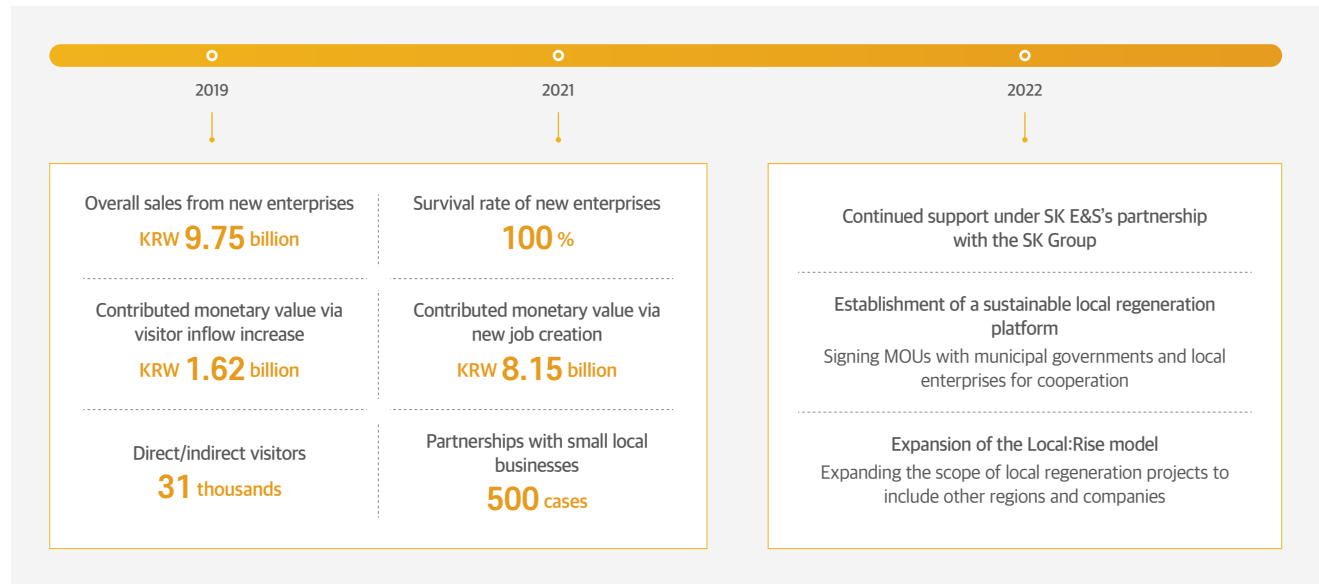 2019
2021
2022
Overall sales from new enterprises
KRW 9.75 billion
Survival rate of new enterprises
100 %
Contributed monetary value via
visitor inflow increase
KRW 1.62 billion
Contributed monetary value via
new job creation
KRW 8.15 billion
Direct/indirect visitors
31 thousands
Partnerships with small local
businesses
500 cases
Continued support under SK E&S's partnership
with the SK Group
Establishment of a sustainable local regeneration
platform
Signing MOUs with municipal governments and local
enterprises for cooperation
Expansion of the Local:Rise model
Expanding the scope of local regeneration projects to
include other regions and companies